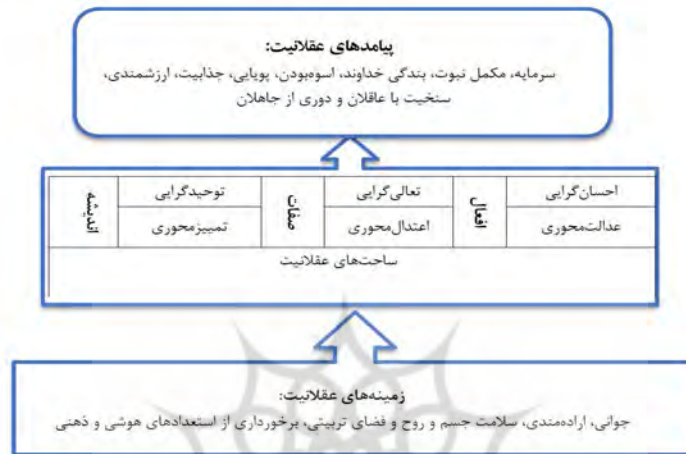 پیامدهای عقلانیت:
سرمایه، مکمل نبوت، بندگی خداوند، اسوه‌بودن، پویایی، جذابیت، ارزشمندی،
سنخیت با عاقلان و دوری از جاهلان
احسان‌گرایی
افعال
تعالی‌گرایی
صفات
توحیدگرایی
اندیشه
عدالت‌محوری
اعتدال‌محوری
تمییزمحوری
ساحت‌های عقلانیت
زمینه‌های عقلانیت:
جوانی، اراده‌مندی، سلامت جسم و روح و فضای تربیتی، برخورداری از استعدادهای هوشی و ذهنی